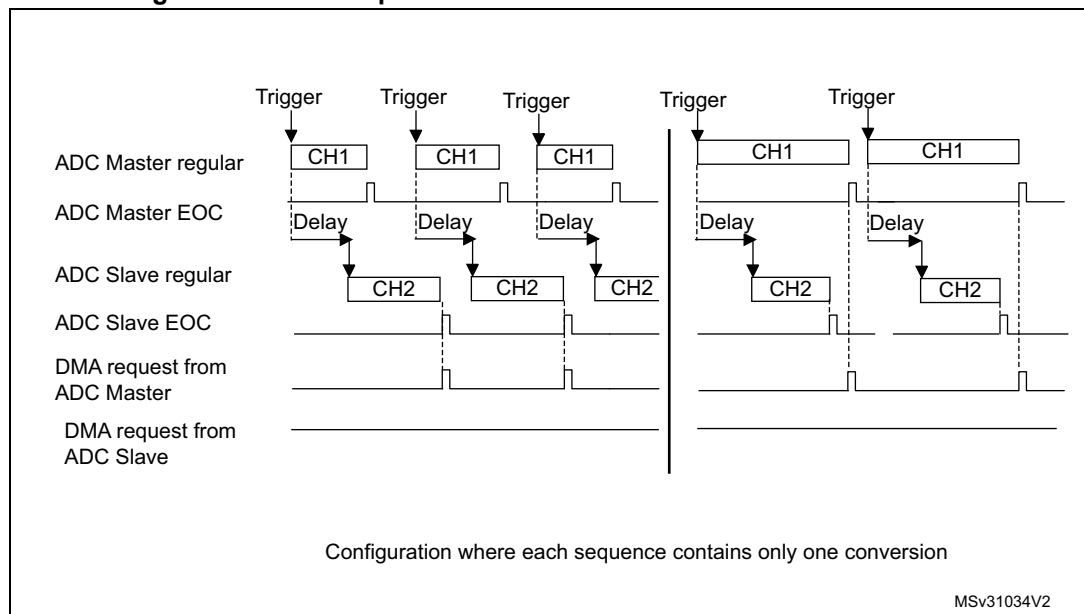 Trigger Trigger Trigger Trigger Trigger
ADC Master regular CH1 CH1 CH1 CH1 CH1
ADC Master EOC
Delay Delay Delay Delay Delay
ADC Slave regular CH2 CH2 CH2 CH2 CH2
ADC Slave EOC
DMA request from
ADC Master
DMA request from
ADC Slave
Configuration where each sequence contains only one conversion
MSv31034V2